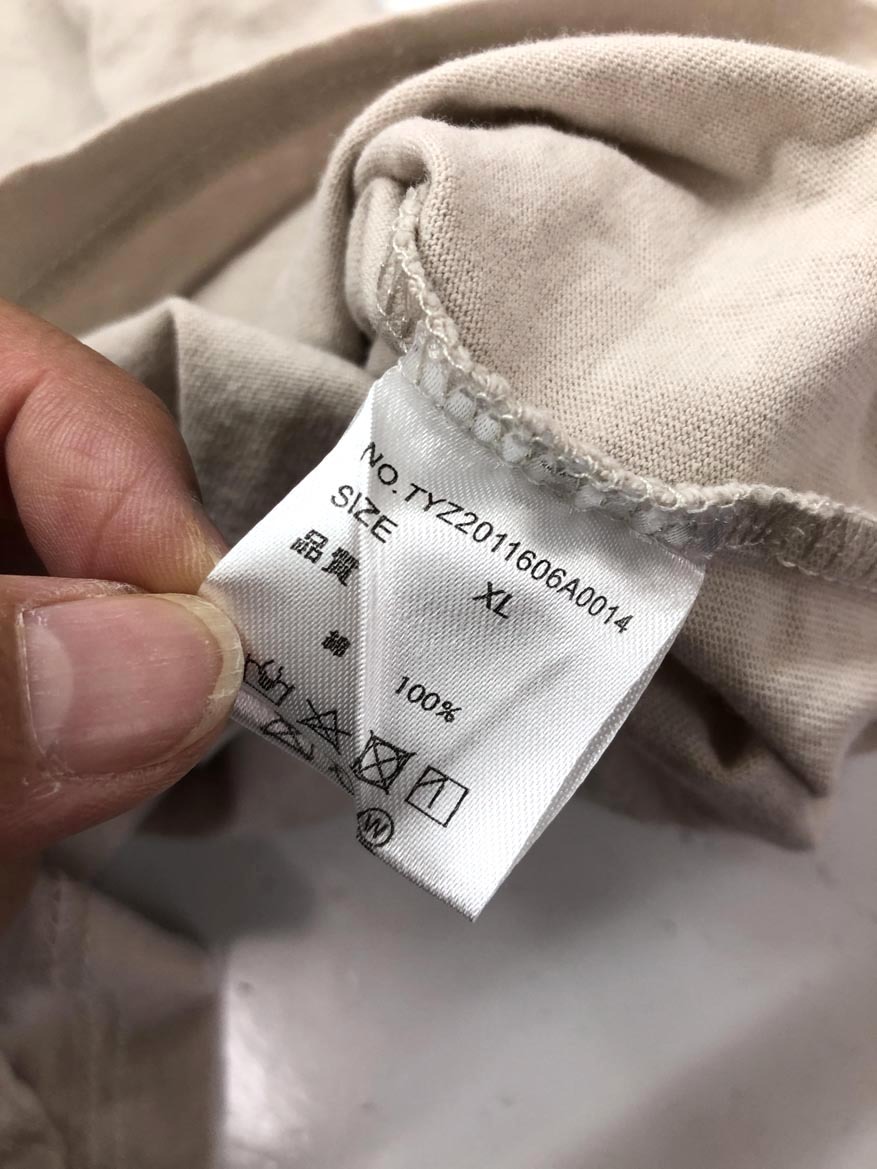 NO.TYZ2011606A0014
SIZE XL
品質
綿 100%
W